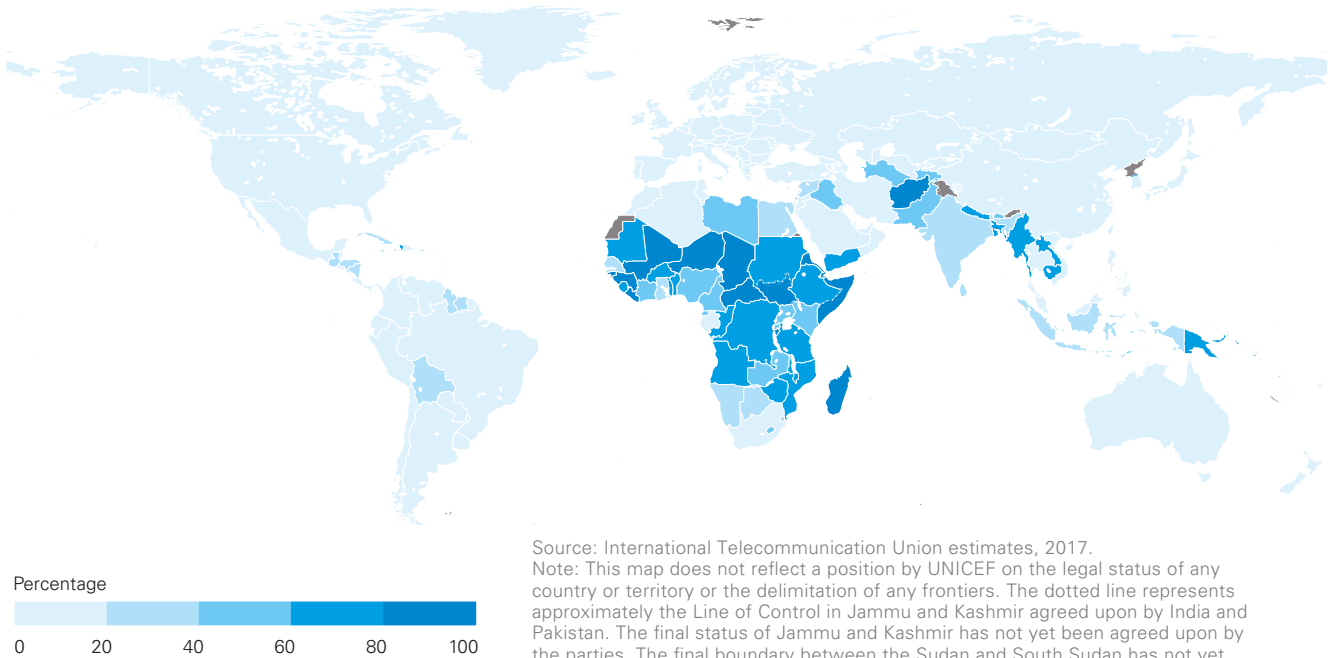 Percentage
0 20 40 60 80 100
Source: International Telecommunication Union estimates, 2017.
Note: This map does not reflect a position by UNICEF on the legal status of any
country or territory or the delimitation of any frontiers. The dotted line represents
approximately the Line of Control in Jammu and Kashmir agreed upon by India and
Pakistan. The final status of Jammu and Kashmir has not yet been agreed upon by
the parties. The final boundary between the Sudan and South Sudan has not yet